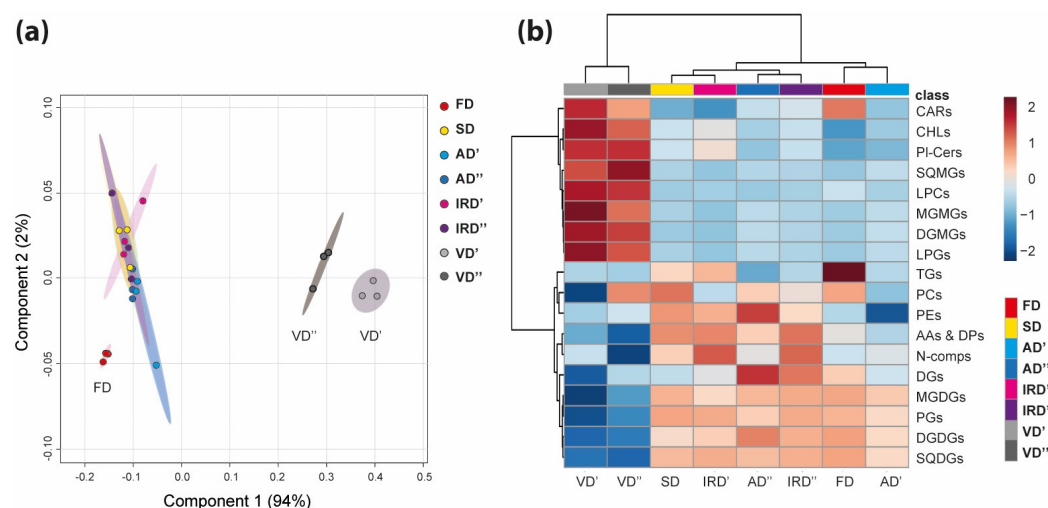 (a)
0.10
0.05
0.0
-0.05
-0.10
Component 2 (2%)
-0.2
-0.1
0.0
0.1
0.2
0.3
0.4
0.5
Component 1 (94%)
FD
VD''
VD'
FD
SD
AD'
AD''
IRD'
IRD''
VD'
VD''
(b)
class
CARs
CHLs
PI-Cers
SQMGs
LPCs
MGMGs
DGMGs
LPGs
TGs
PCs
PEs
AAs & DPs
N-comps
DGs
MGDGs
PGs
DGDGs
SQDGs
VD'
VD''
SD
IRD'
AD''
IRD''
FD
AD'
2
1
0
-1
-2
FD
SD
AD'
AD"
IRD'
IRD'
VD'
VD"